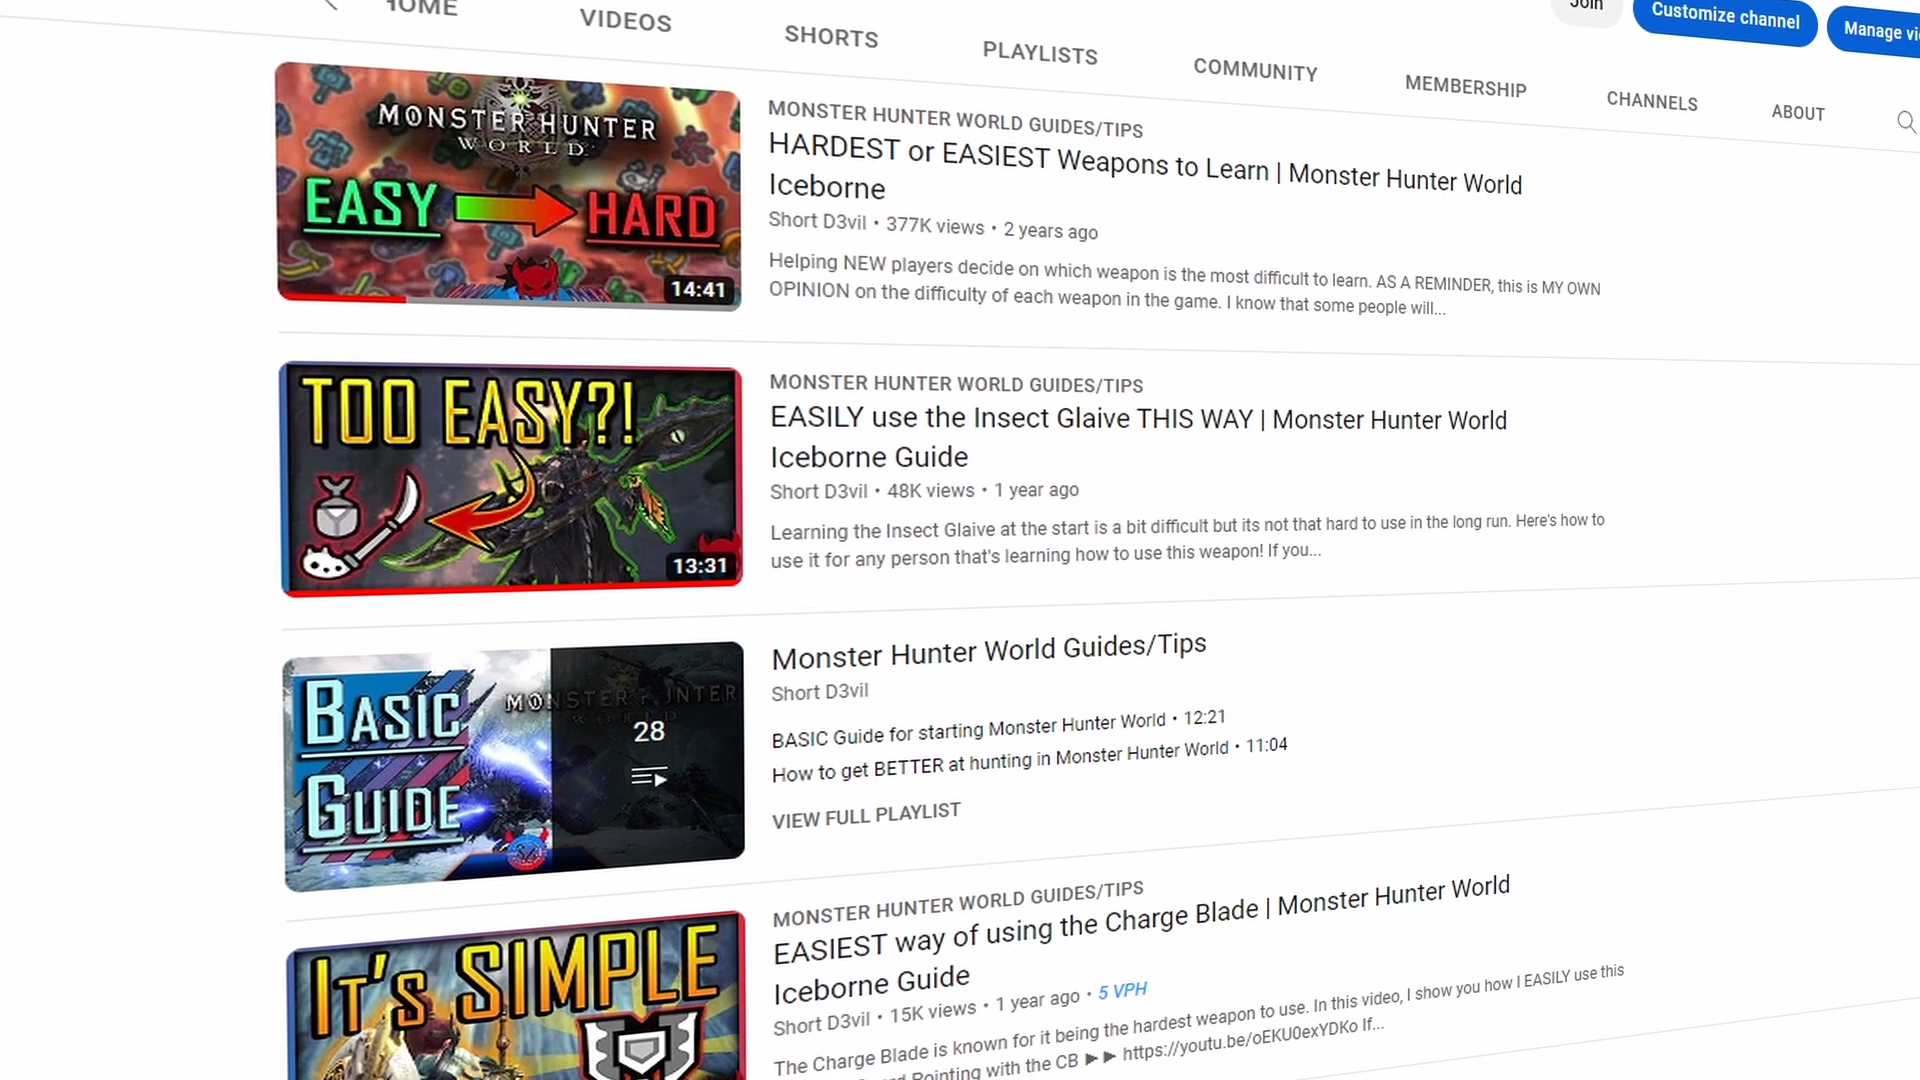 HOME
VIDEOS
SHORTS
PLAYLISTS
COMMUNITY
MEMBERSHIP
CHANNELS
ABOUT
Join
Customize channel
Manage
MONSTER HUNTER
WORLD
EASY
HARD
14:41
MONSTER HUNTER WORLD GUIDES/TIPS
HARDEST or EASIEST Weapons to Learn | Monster Hunter World
Iceborne
Short D3vil • 377K views • 2 years ago
Helping NEW players decide on which weapon is the most difficult to learn. AS A REMINDER, this is MY OWN
OPINION on the difficulty of each weapon in the game. I know that some people will...
TOO EASY?!
13:31
MONSTER HUNTER WORLD GUIDES/TIPS
EASILY use the Insect Glaive THIS WAY | Monster Hunter World
Iceborne Guide
Short D3vil • 48K views • 1 year ago
Learning the Insect Glaive at the start is a bit difficult but its not that hard to use in the long run. Here's how to
use it for any person that's learning how to use this weapon! If you...
BASIC
GUIDE
MONSTER HUNTER
WORLD
28
Monster Hunter World Guides/Tips
Short D3vil
BASIC Guide for starting Monster Hunter World • 12:21
How to get BETTER at hunting in Monster Hunter World • 11:04
VIEW FULL PLAYLIST
IT'S SIMPLE
MONSTER HUNTER WORLD GUIDES/TIPS
EASIEST way of using the Charge Blade | Monster Hunter World
Iceborne Guide
Short D3vil • 15K views • 1 year ago • 5 VPH
The Charge Blade is known for it being the hardest weapon to use. In this video, I show you how I EASILY use this
Pointing with the CB ►► https://youtu.be/oEKU0exYDKo If...